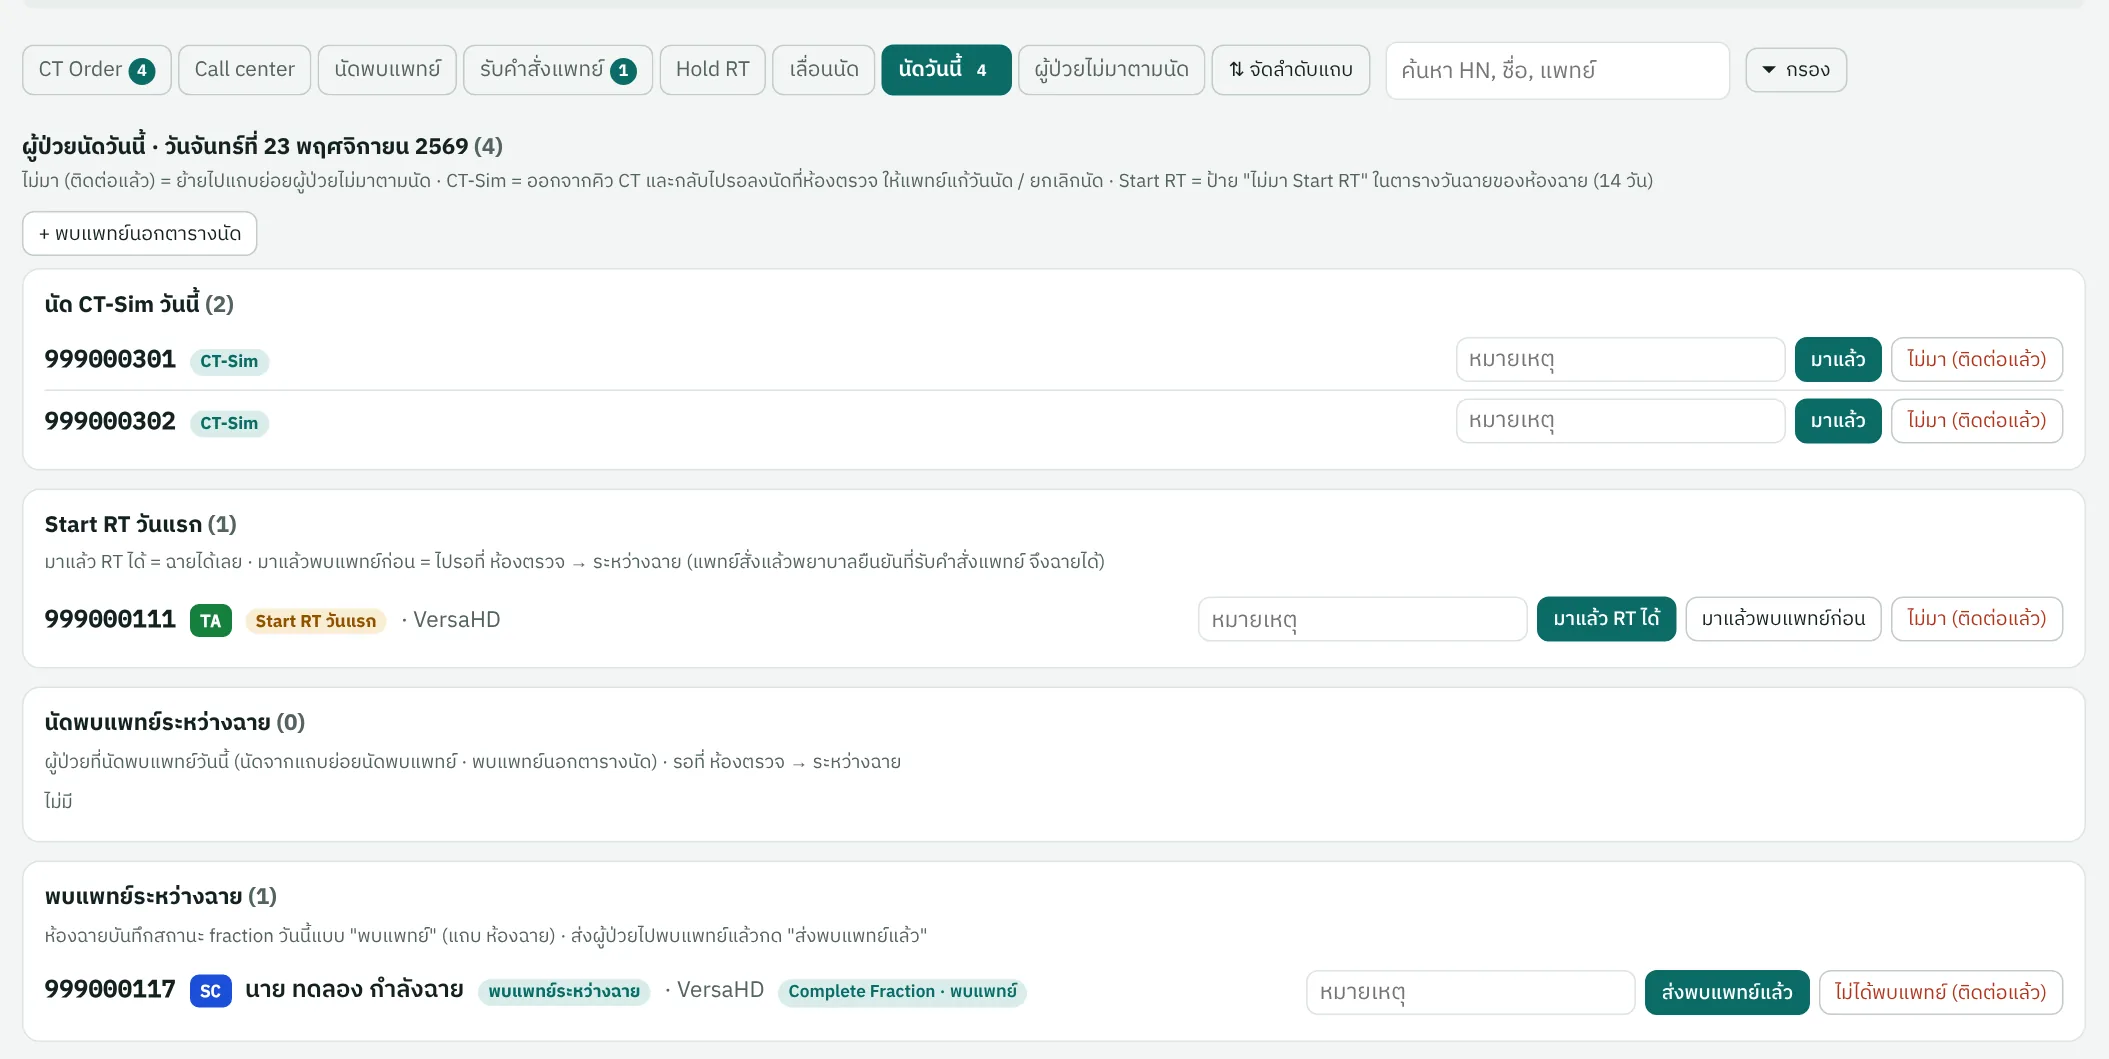 CT Order 4 Call center นัดพบแพทย์ รับคำสั่งแพทย์ 1 Hold RT เลื่อนนัด นัดวันนี้ 4 ผู้ป่วยไม่มาตามนัด ⇅ จัดลำดับแถบ ค้นหา HN, ชื่อ, แพทย์ ▼ กรอง
ผู้ป่วยนัดวันนี้ · วันจันทร์ที่ 23 พฤศจิกายน 2569 (4)
ไม่มา (ติดต่อแล้ว) = ย้ายไปแถบย่อยผู้ป่วยไม่มาตามนัด · CT-Sim = ออกจากคิว CT และกลับไปรอลงนัดที่ห้องตรวจ ให้แพทย์แก้วันนัด / ยกเลิกนัด · Start RT = ป้าย "ไม่มา Start RT" ในตารางวันฉายของห้องฉาย (14 วัน)
+ พบแพทย์นอกตารางนัด
นัด CT-Sim วันนี้ (2)
999000301 CT-Sim หมายเหตุ มาแล้ว ไม่มา (ติดต่อแล้ว)
999000302 CT-Sim หมายเหตุ มาแล้ว ไม่มา (ติดต่อแล้ว)
Start RT วันแรก (1)
มาแล้ว RT ได้ = ฉายได้เลย · มาแล้วพบแพทย์ก่อน = ไปรอที่ ห้องตรวจ → ระหว่างฉาย (แพทย์สั่งแล้วพยาบาลยืนยันที่รับคำสั่งแพทย์ จึงฉายได้)
999000111 TA Start RT วันแรก · VersaHD หมายเหตุ มาแล้ว RT ได้ มาแล้วพบแพทย์ก่อน ไม่มา (ติดต่อแล้ว)
นัดพบแพทย์ระหว่างฉาย (0)
ผู้ป่วยที่นัดพบแพทย์วันนี้ (นัดจากแถบย่อยนัดพบแพทย์ · พบแพทย์นอกตารางนัด) · รอที่ ห้องตรวจ → ระหว่างฉาย
ไม่มี
พบแพทย์ระหว่างฉาย (1)
ห้องฉายบันทึกสถานะ fraction วันนี้แบบ "พบแพทย์" (แถบ ห้องฉาย) · ส่งผู้ป่วยไปพบแพทย์แล้วกด "ส่งพบแพทย์แล้ว"
999000117 SC นาย ทดลอง กำลังฉาย พบแพทย์ระหว่างฉาย · VersaHD Complete Fraction · พบแพทย์ หมายเหตุ ส่งพบแพทย์แล้ว ไม่ได้พบแพทย์ (ติดต่อแล้ว)